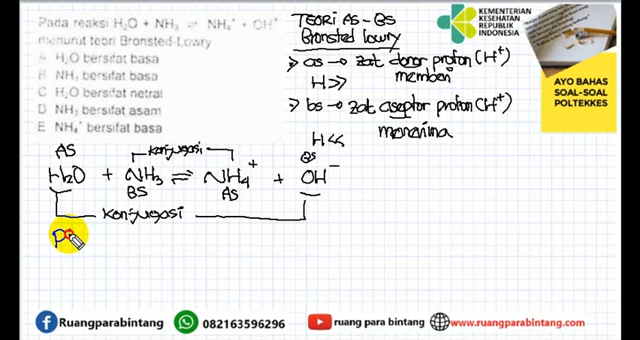 Pada reaksi H₂O + NH₃ ⇌ NH₄⁺ + OH⁻
menurut teori Bronsted-Lowry
A H₂O bersifat basa
B NH₃ bersifat basa
C H₂O bersifat netral
D NH₃ bersifat asam
E NH₄⁺ bersifat basa
TEORI AS - BS
Bronsted Lowry
> as → zat donor proton (H⁺)
memberi
H >>
> bs → zat aseptor proton (H⁺)
menerima
H <<
KEMENTERIAN
KESEHATAN
REPUBLIK
INDONESIA
AYO BAHAS
SOAL-SOAL
POLTEKKES
AS konjugasi BS
H₂O + NH₃ ⇌ NH₄⁺ + OH⁻
BS AS
konjugasi
Ruangparabintang 082163596296 ruang para bintang www.ruangparabintang.com